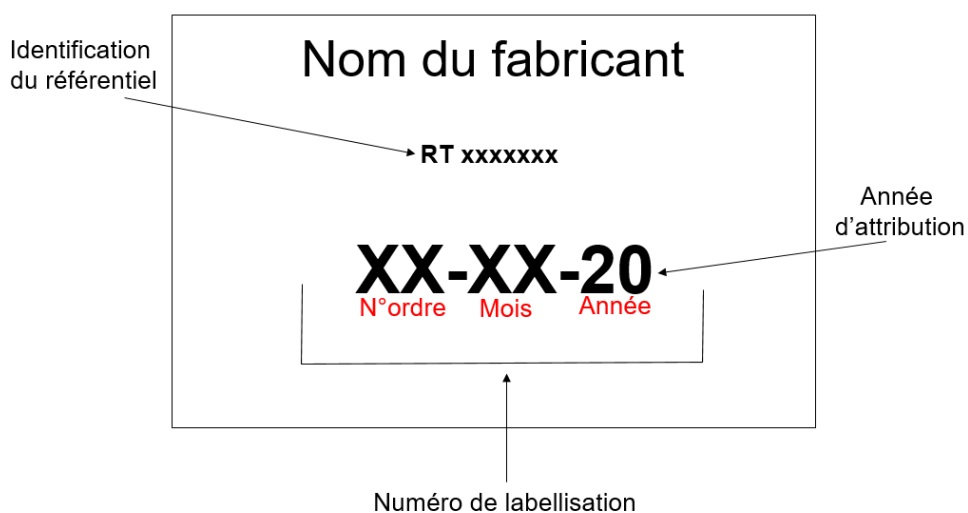 Identification
du référentiel
Nom du fabricant
RT xxxxxxx
Année
d'attribution
XX-XX-20
N°ordre Mois Année
Numéro de labellisation